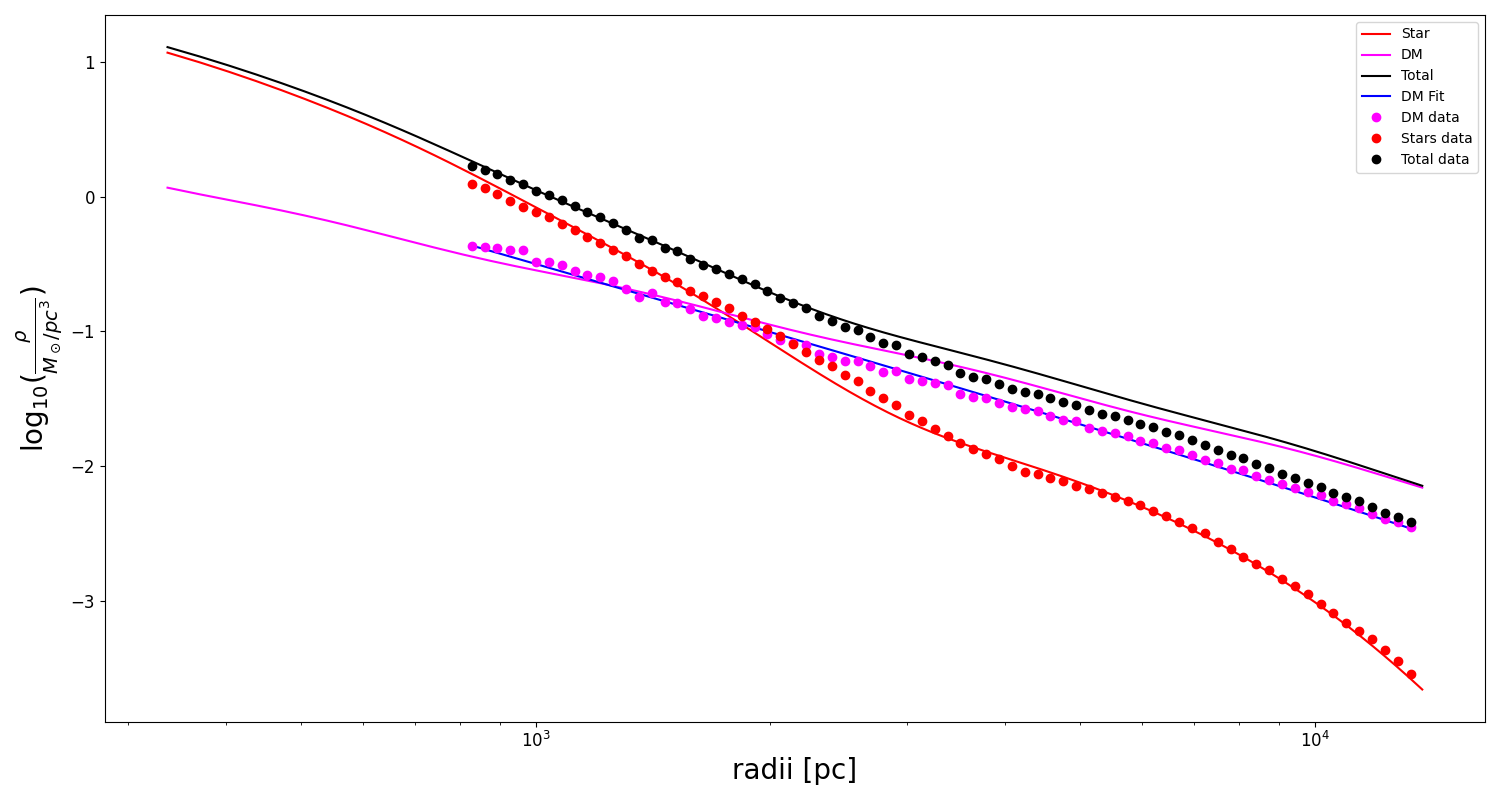 log₁₀(ρ / M_⊙/pc³)
1
0
−1
−2
−3
10³
10⁴
radii [pc]
Star
DM
Total
DM Fit
DM data
Stars data
Total data